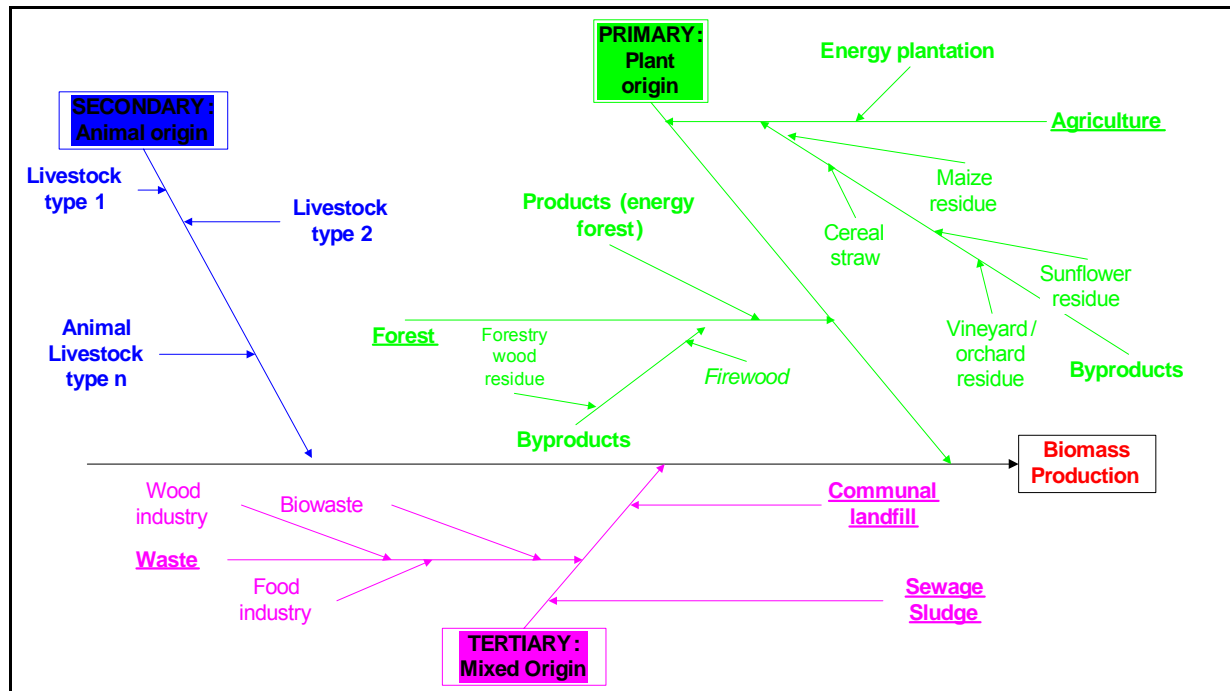 PRIMARY:
Plant
origin
Energy plantation
Agriculture
SECONDARY:
Animal origin
Livestock
type 1
Livestock
type 2
Products (energy
forest)
Maize
residue
Cereal
straw
Sunflower
residue
Animal
Livestock
type n
Forest
Forestry
wood
residue
Firewood
Vineyard/
orchard
residue
Byproducts
Byproducts
Biomass
Production
Wood
industry
Biowaste
Communal
landfill
Waste
Food
industry
Sewage
Sludge
TERTIARY:
Mixed Origin